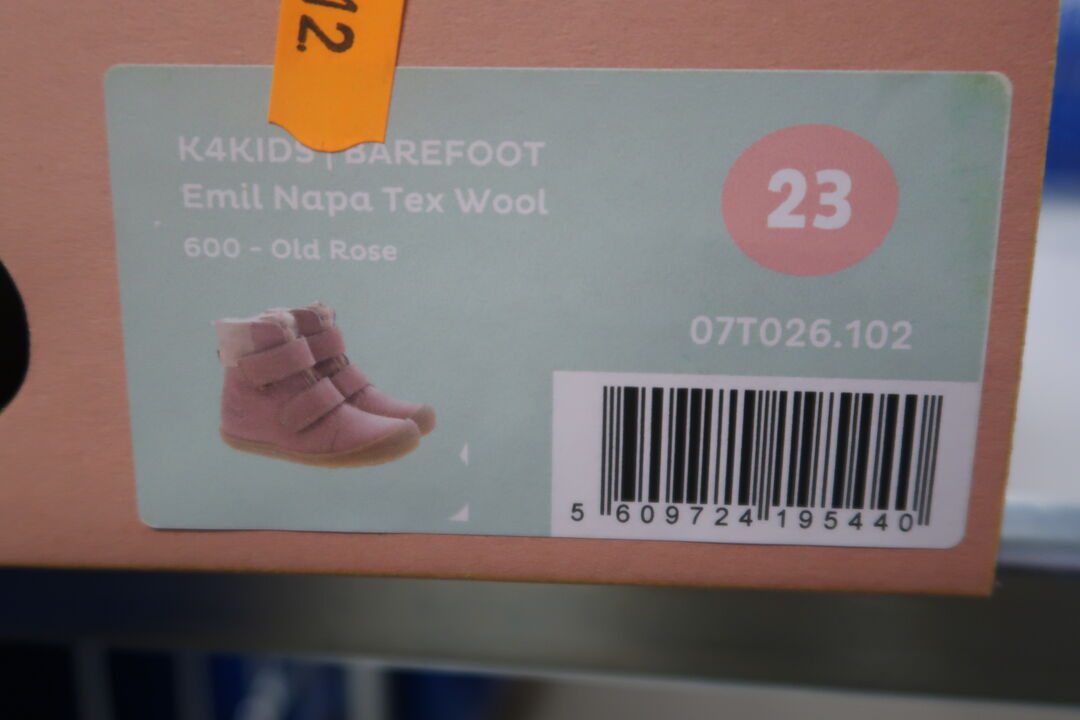 12.
K4KIDS | BAREFOOT
Emil Napa Tex Wool
600 - Old Rose
23
07T026.102
5 609724 195440